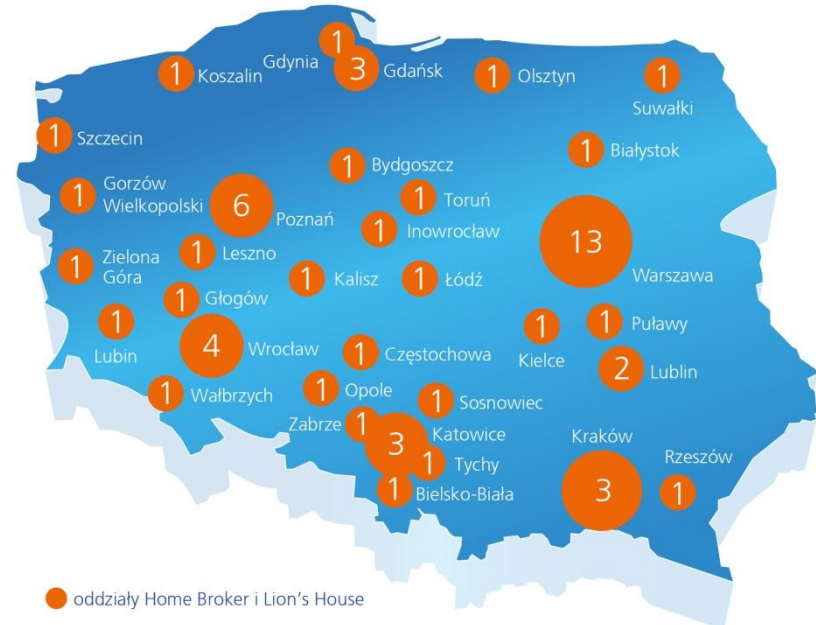 1
Gdynia
3
Gdańsk
1
Koszalin
1
Olsztyn
1
Suwałki
1
Szczecin
1
Białystok
1
Bydgoszcz
1
Gorzów
Wielkopolski
6
Poznań
1
Toruń
1
Inowrocław
13
Warszawa
1
Zielona
Góra
1
Leszno
1
Kalisz
1
Łódź
1
Głogów
1
Lubin
4
Wrocław
1
Częstochowa
1
Kielce
1
Puławy
2
Lublin
1
Wałbrzych
1
Opole
1
Sosnowiec
Zabrze
1
3
Katowice
1
Tychy
1
Bielsko-Biała
Kraków
3
Rzeszów
1
oddziały Home Broker i Lion's House